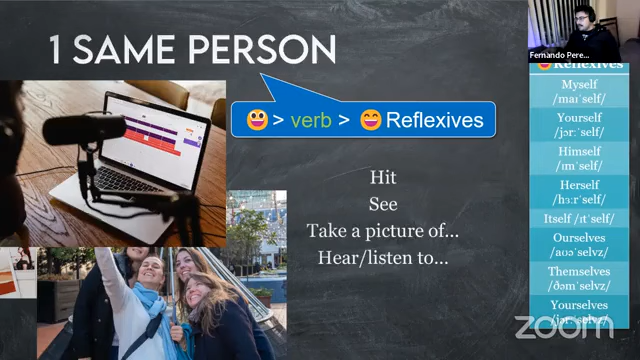 1 SAME PERSON
> verb > Reflexives
Hit
See
Take a picture of...
Hear/listen to...
Fernando Pere...
Reflexives
Myself
/maɪˈself/
Yourself
/jɔːrˈself/
Himself
/ɪmˈself/
Herself
/hɜːrˈself/
Itself /ɪtˈself/
Ourselves
/aʊəˈselvz/
Themselves
/ðəmˈselvz/
Yourselves
zoom